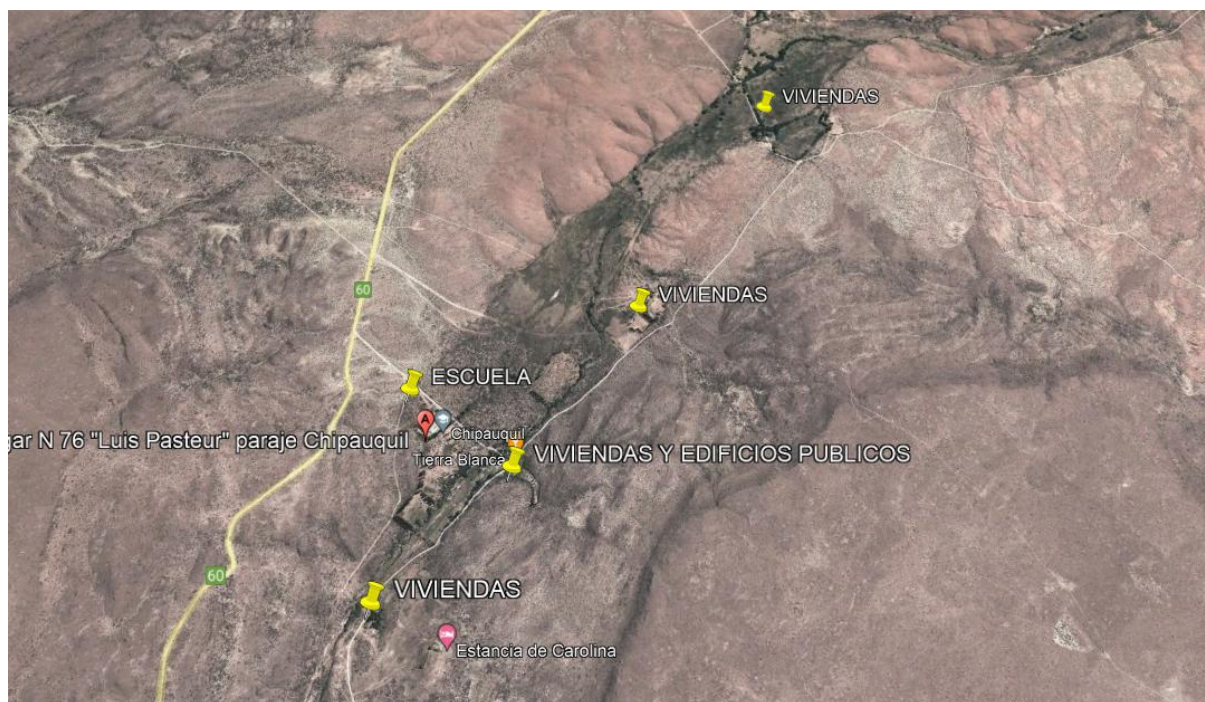 VIVIENDAS
60
VIVIENDAS
ESCUELA
A
gar N 76 "Luis Pasteur" paraje Chipauquil
Chipauquil
Tierra Blanca
VIVIENDAS Y EDIFICIOS PUBLICOS
60
VIVIENDAS
Estancia de Carolina